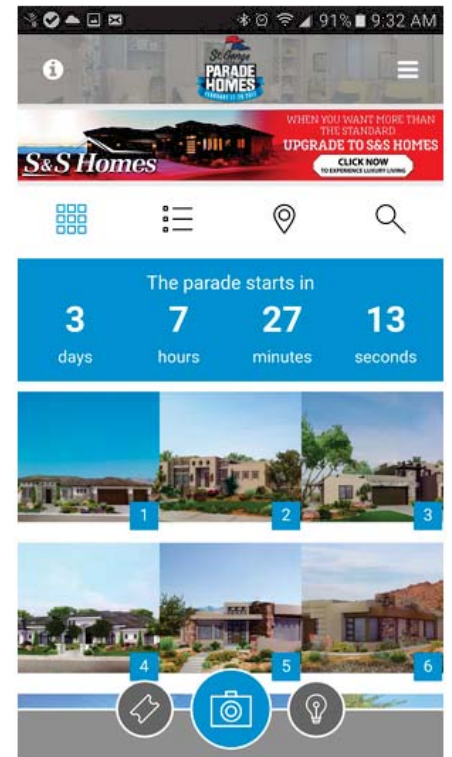 91% 9:32 AM
St. George
PARADE
HOMES
S&S Homes
WHEN YOU WANT MORE THAN
THE STANDARD
UPGRADE TO S&S HOMES
CLICK NOW
TO EXPERIENCE LUXURY LIVING
The parade starts in
3 7 27 13
days hours minutes seconds
1 2 3
4 5 6